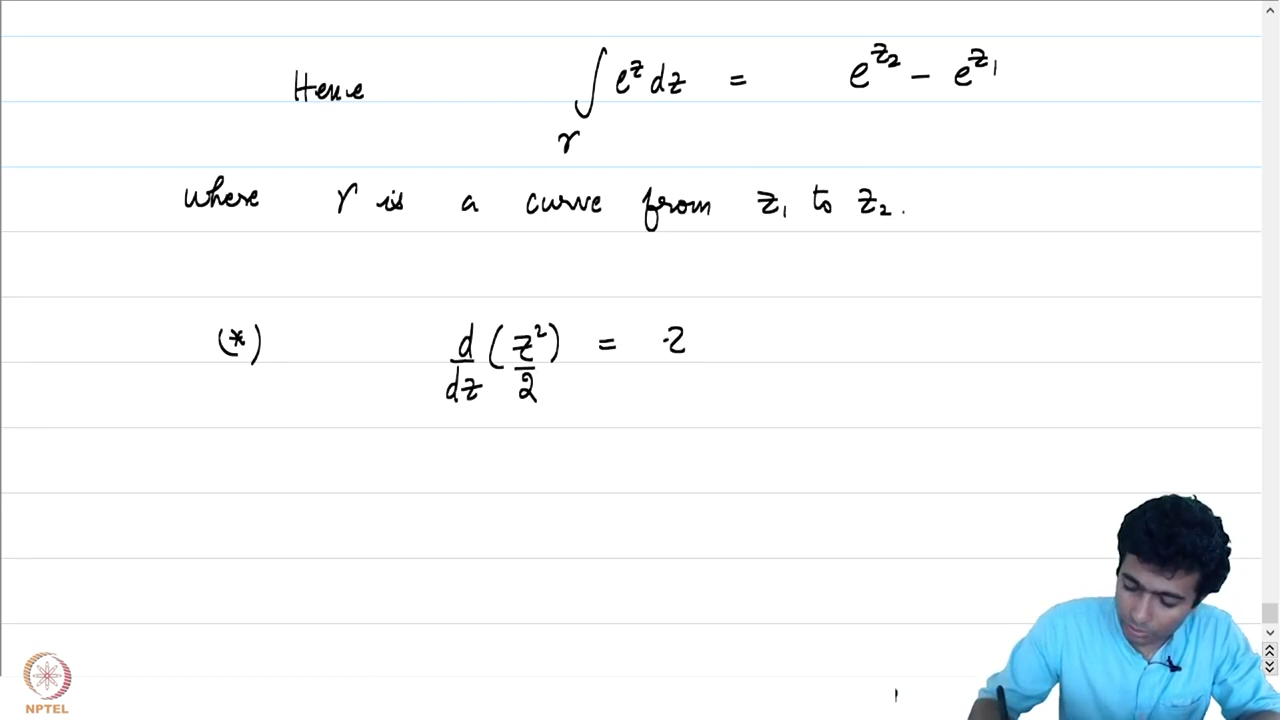 Hence ∫_γ e^z dz = e^{z_2} - e^{z_1}
where γ is a curve from z_1 to z_2.
(*) d/dz (z^2/2) = z
NPTEL